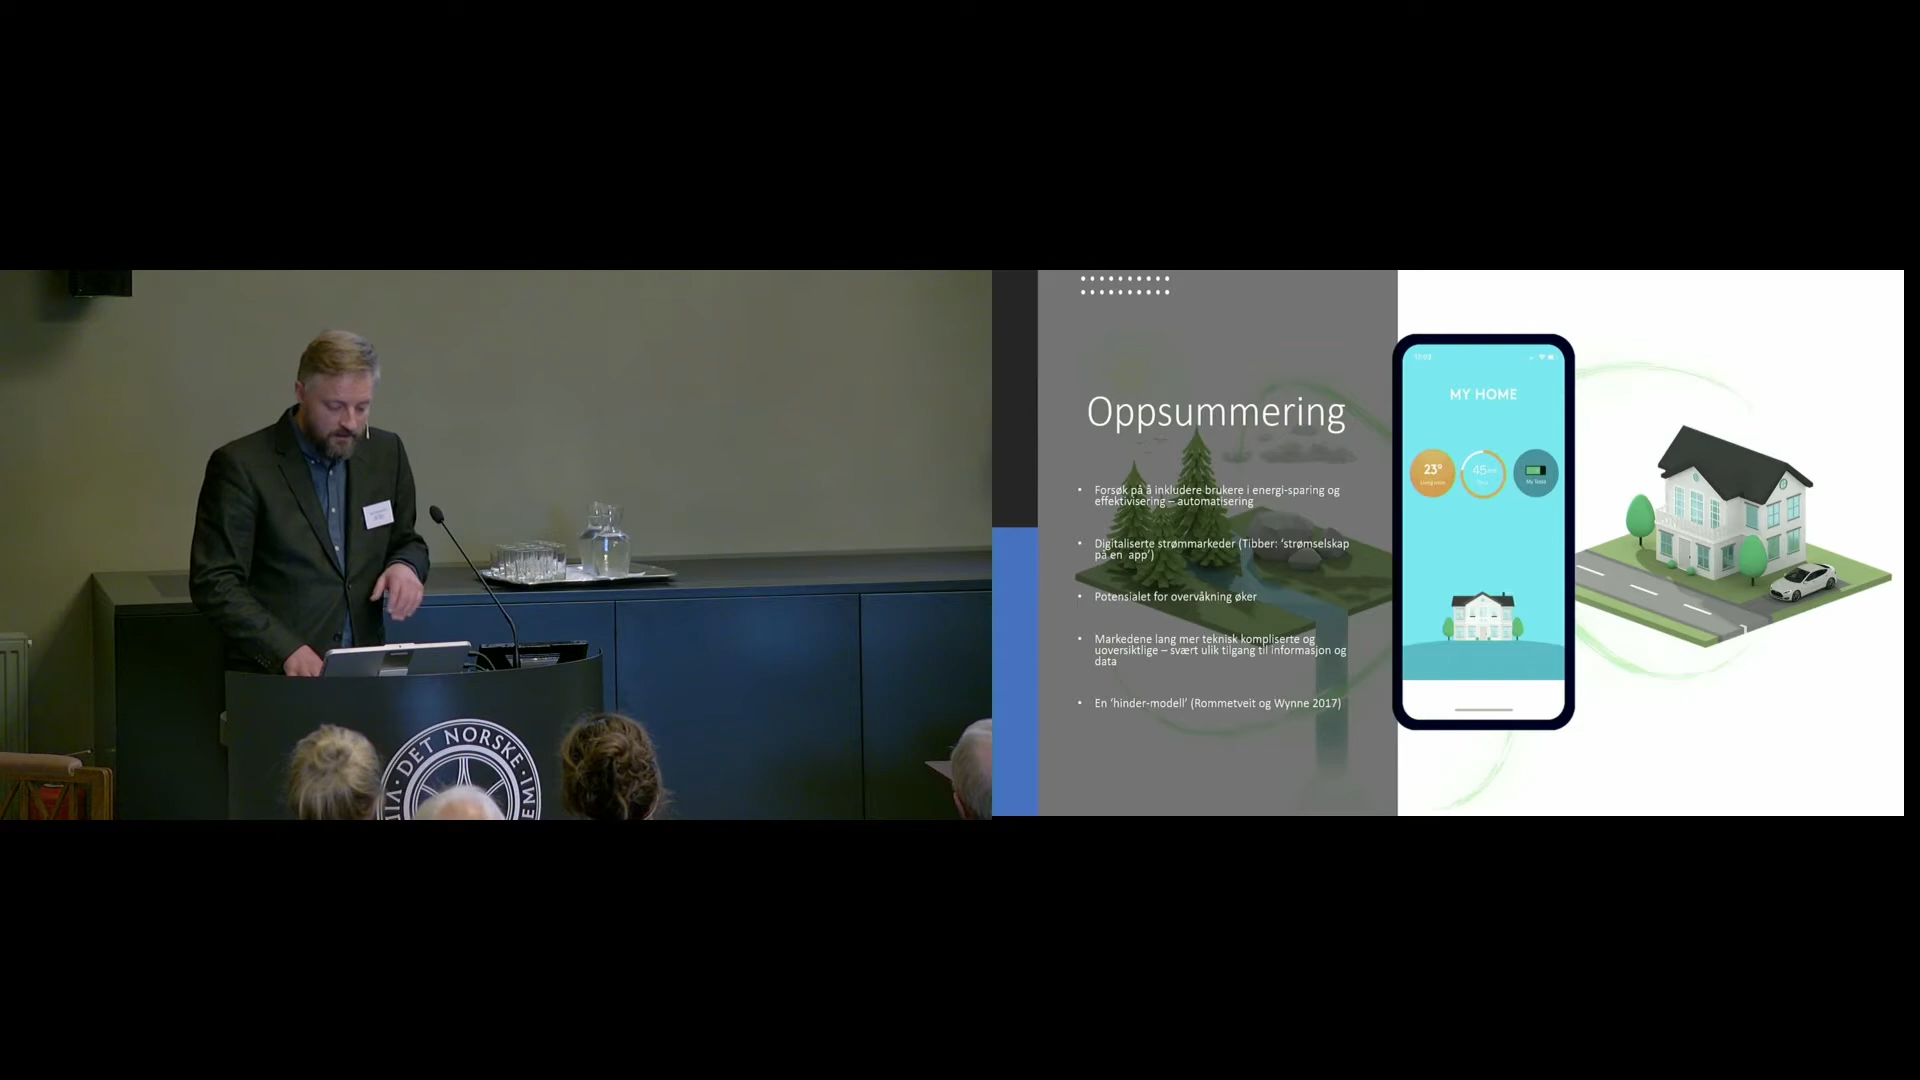 DET NORSKE
Oppsummering
• Forsøk på å inkludere brukere i energi-sparing og
effektivisering – automatisering
• Digitaliserte strømmarkeder (Tibber: ‘strømselskap
på en app’)
• Potensialet for overvåkning øker
• Markedene lang mer teknisk kompliserte og
uoversiktlige – svært ulik tilgang til informasjon og
data
• En ‘hinder-modell’ (Rommetveit og Wynne 2017)
MY HOME
23°
Living room
45
My Tesla